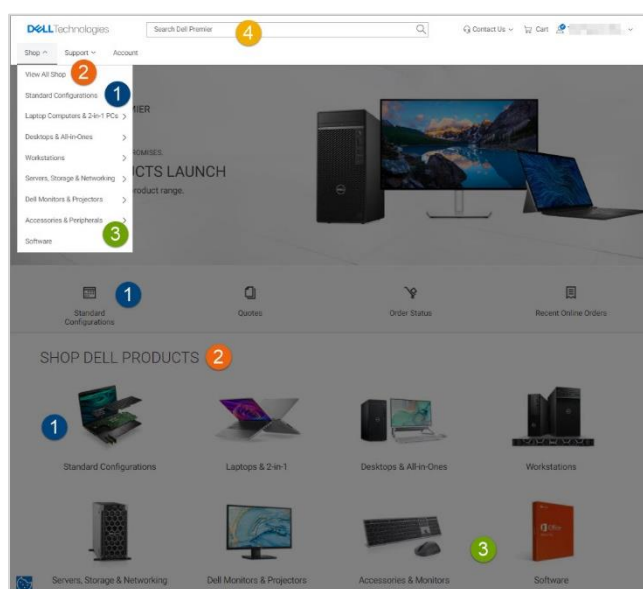 DELL Technologies
Search Dell Premier
4
Contact Us
Cart
Shop
Support
Account
View All Shop
2
Standard Configurations
1
Laptop Computers & 2-in-1 PCs
Desktops & All-in-Ones
Workstations
Servers, Storage & Networking
Dell Monitors & Projectors
Accessories & Peripherals
3
Software
MIER
ROMISES.
JCTS LAUNCH
product range.
1
Standard
Configurations
Quotes
Order Status
Recent Online Orders
SHOP DELL PRODUCTS
2
1
Standard Configurations
Laptops & 2-in-1
Desktops & All-in-Ones
Workstations
3
Office
Servers, Storage & Networking
Dell Monitors & Projectors
Accessories & Monitors
Software